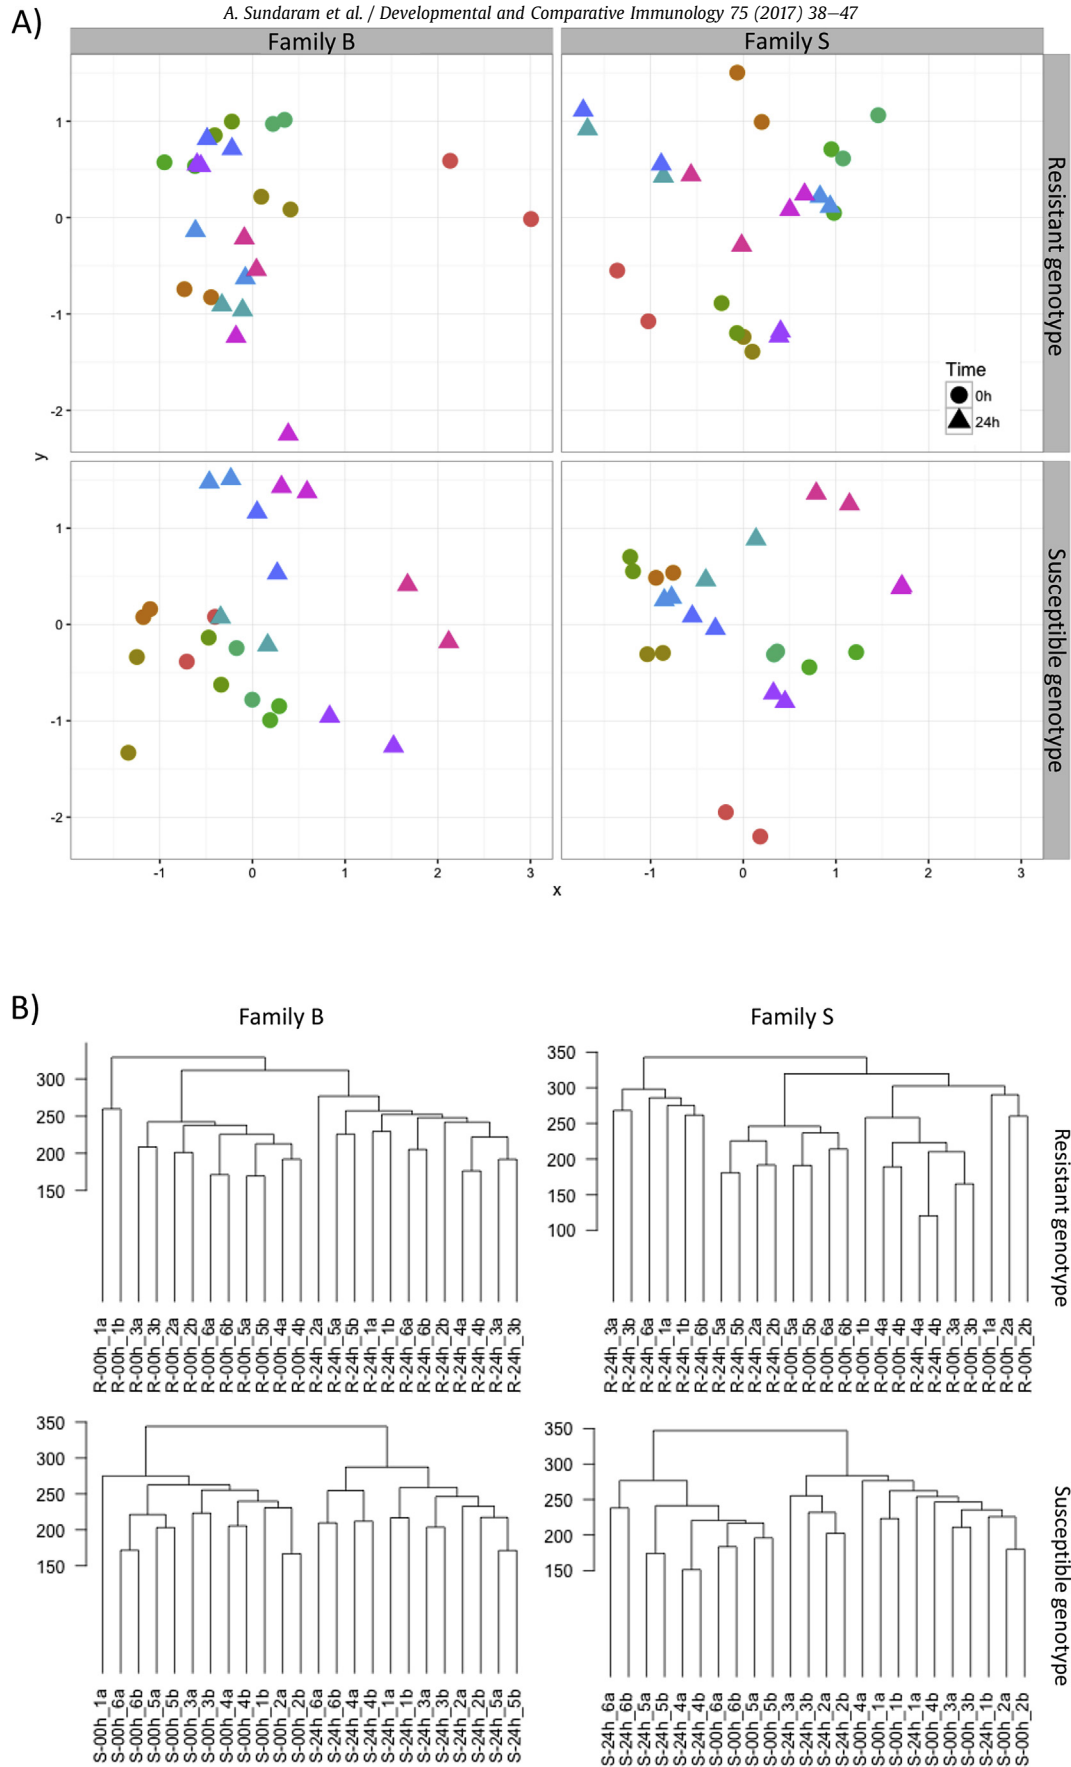 A. Sundaram et al. / Developmental and Comparative Immunology 75 (2017) 38–47
A)
Family B
Family S
1
0
-1
-2
Resistant genotype
Time
0h
24h
y
1
0
-1
-2
Susceptible genotype
-1 0 1 2 3
-1 0 1 2 3
x
B)
Family B
Family S
300
250
200
150
350
300
250
200
150
100
Resistant genotype
R-00h_1a
R-00h_1b
R-00h_3a
R-00h_3b
R-00h_2a
R-00h_2b
R-00h_6a
R-00h_6b
R-00h_5a
R-00h_5b
R-00h_4a
R-00h_4b
R-24h_2a
R-24h_5a
R-24h_5b
R-24h_1a
R-24h_1b
R-24h_6a
R-24h_6b
R-24h_2b
R-24h_4a
R-24h_4b
R-24h_3a
R-24h_3b
R-24h_3a
R-24h_3b
R-24h_6a
R-24h_1a
R-24h_1b
R-24h_6b
R-24h_5a
R-24h_5b
R-24h_2a
R-24h_2b
R-00h_5a
R-00h_5b
R-00h_6a
R-00h_6b
R-00h_1b
R-00h_4a
R-00h_4b
R-24h_4a
R-24h_4b
R-00h_3a
R-00h_3b
R-00h_1a
R-00h_2a
R-00h_2b
350
300
250
200
150
350
300
250
200
150
Susceptible genotype
S-00h_1a
S-00h_6a
S-00h_6b
S-00h_5a
S-00h_5b
S-00h_3a
S-00h_3b
S-00h_4a
S-00h_4b
S-00h_1b
S-00h_2a
S-00h_2b
S-24h_6a
S-24h_6b
S-24h_4a
S-24h_4b
S-24h_1a
S-24h_1b
S-24h_3a
S-24h_3b
S-24h_2a
S-24h_2b
S-24h_5a
S-24h_5b
S-24h_6a
S-24h_6b
S-24h_5a
S-24h_5b
S-24h_4a
S-24h_4b
S-00h_6a
S-00h_6b
S-00h_5a
S-00h_5b
S-24h_3a
S-24h_3b
S-24h_2a
S-24h_2b
S-00h_4a
S-00h_1a
S-00h_1b
S-00h_4b
S-00h_3a
S-00h_3b
S-24h_1a
S-24h_1b
S-00h_2a
S-00h_2b